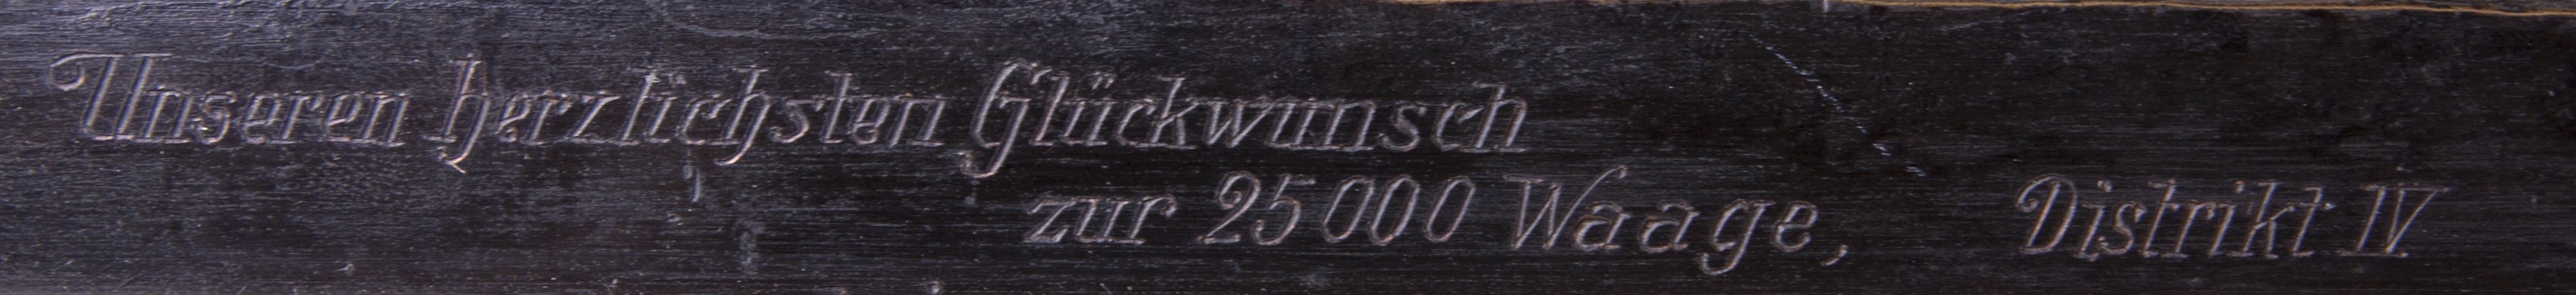 Unseren herzlichsten Glückwunsch
zur 25000 Waage, Distrikt IV